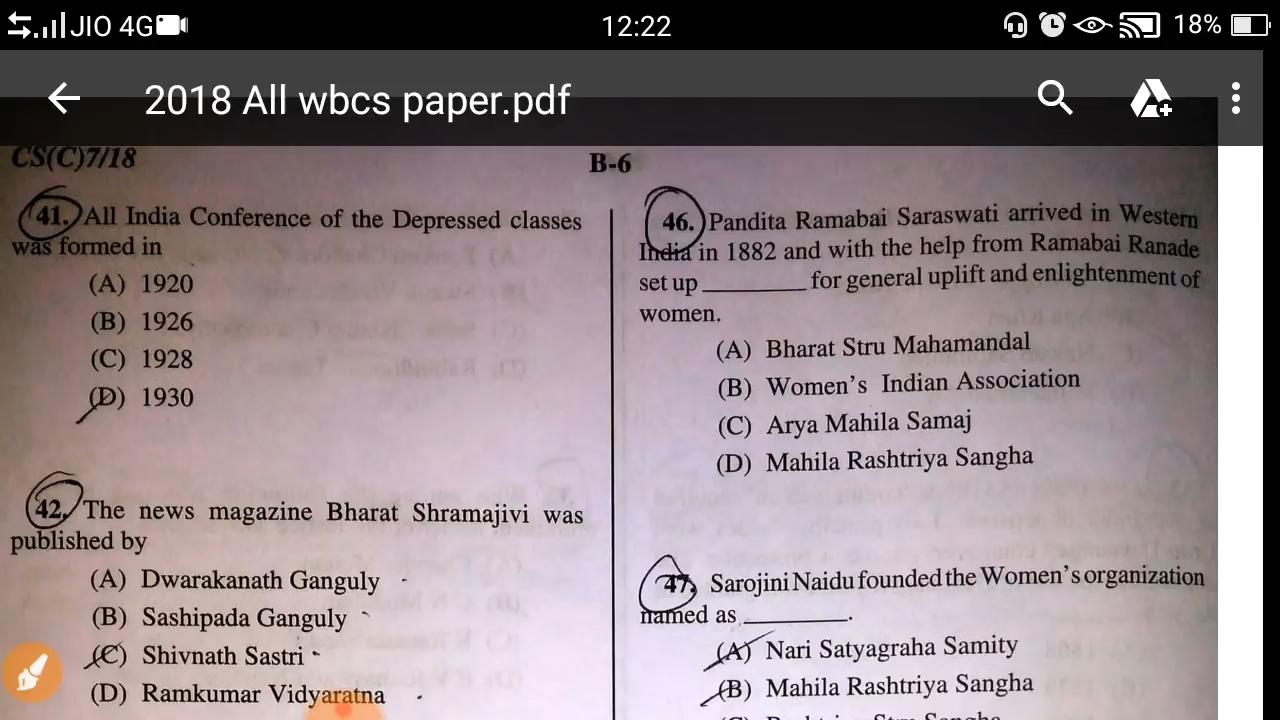 JIO 4G 12:22 18%
2018 All wbcs paper.pdf
CS(C)7/18
B-6
41. All India Conference of the Depressed classes
was formed in
(A) 1920
(B) 1926
(C) 1928
(D) 1930
42. The news magazine Bharat Shramajivi was
published by
(A) Dwarakanath Ganguly
(B) Sashipada Ganguly
(C) Shivnath Sastri
(D) Ramkumar Vidyaratna
46. Pandita Ramabai Saraswati arrived in Western
India in 1882 and with the help from Ramabai Ranade
set up ________ for general uplift and enlightenment of
women.
(A) Bharat Stru Mahamandal
(B) Women's Indian Association
(C) Arya Mahila Samaj
(D) Mahila Rashtriya Sangha
47. Sarojini Naidu founded the Women's organization
named as ________.
(A) Nari Satyagraha Samity
(B) Mahila Rashtriya Sangha